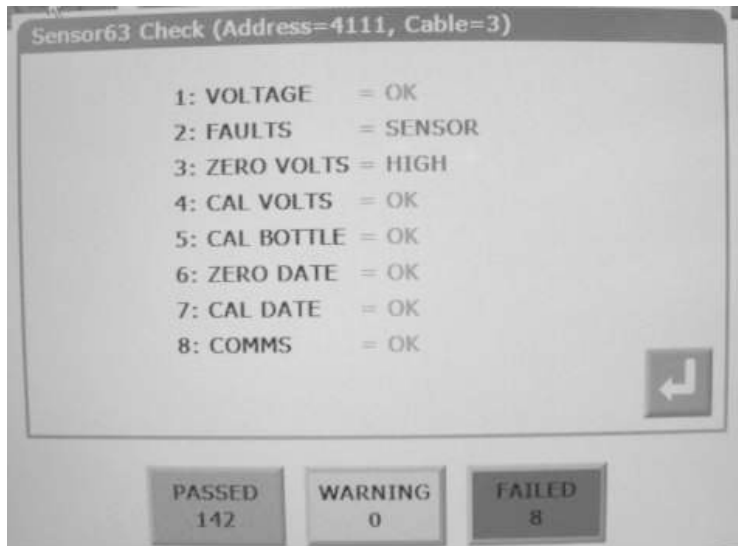 Sensor63 Check (Address=4111, Cable=3)
1: VOLTAGE = OK
2: FAULTS = SENSOR
3: ZERO VOLTS = HIGH
4: CAL VOLTS = OK
5: CAL BOTTLE = OK
6: ZERO DATE = OK
7: CAL DATE = OK
8: COMMS = OK
PASSED WARNING FAILED
142 0 8